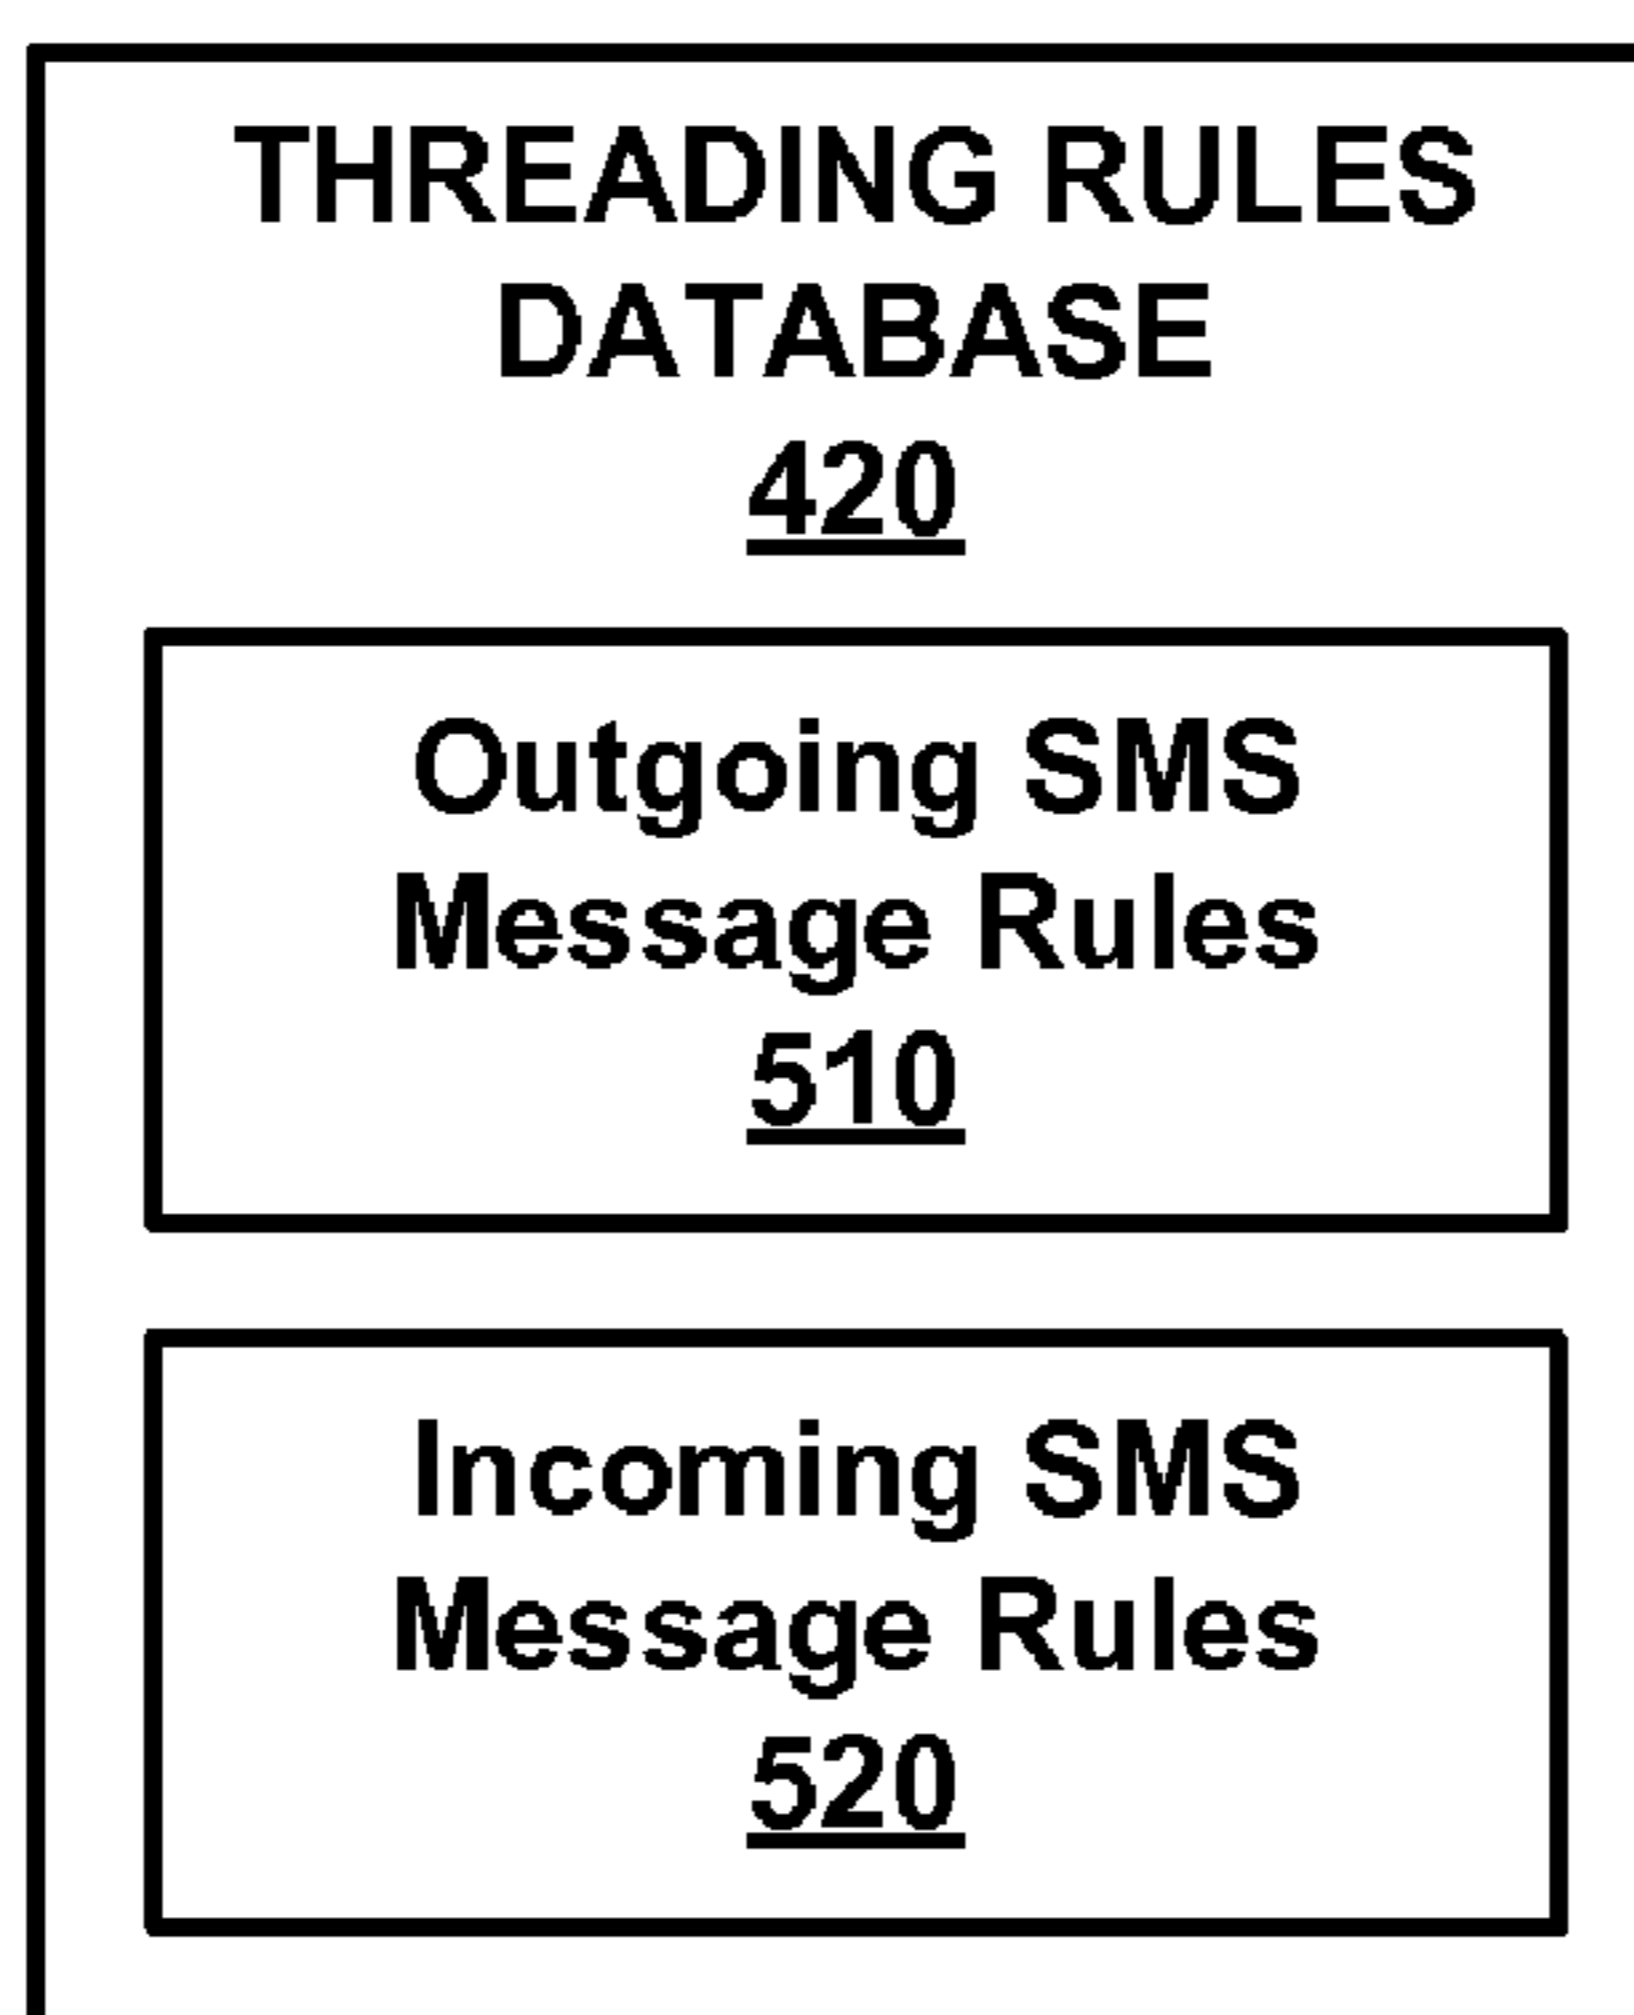 THREADING RULES
DATABASE
420
Outgoing SMS
Message Rules
510
Incoming SMS
Message Rules
520